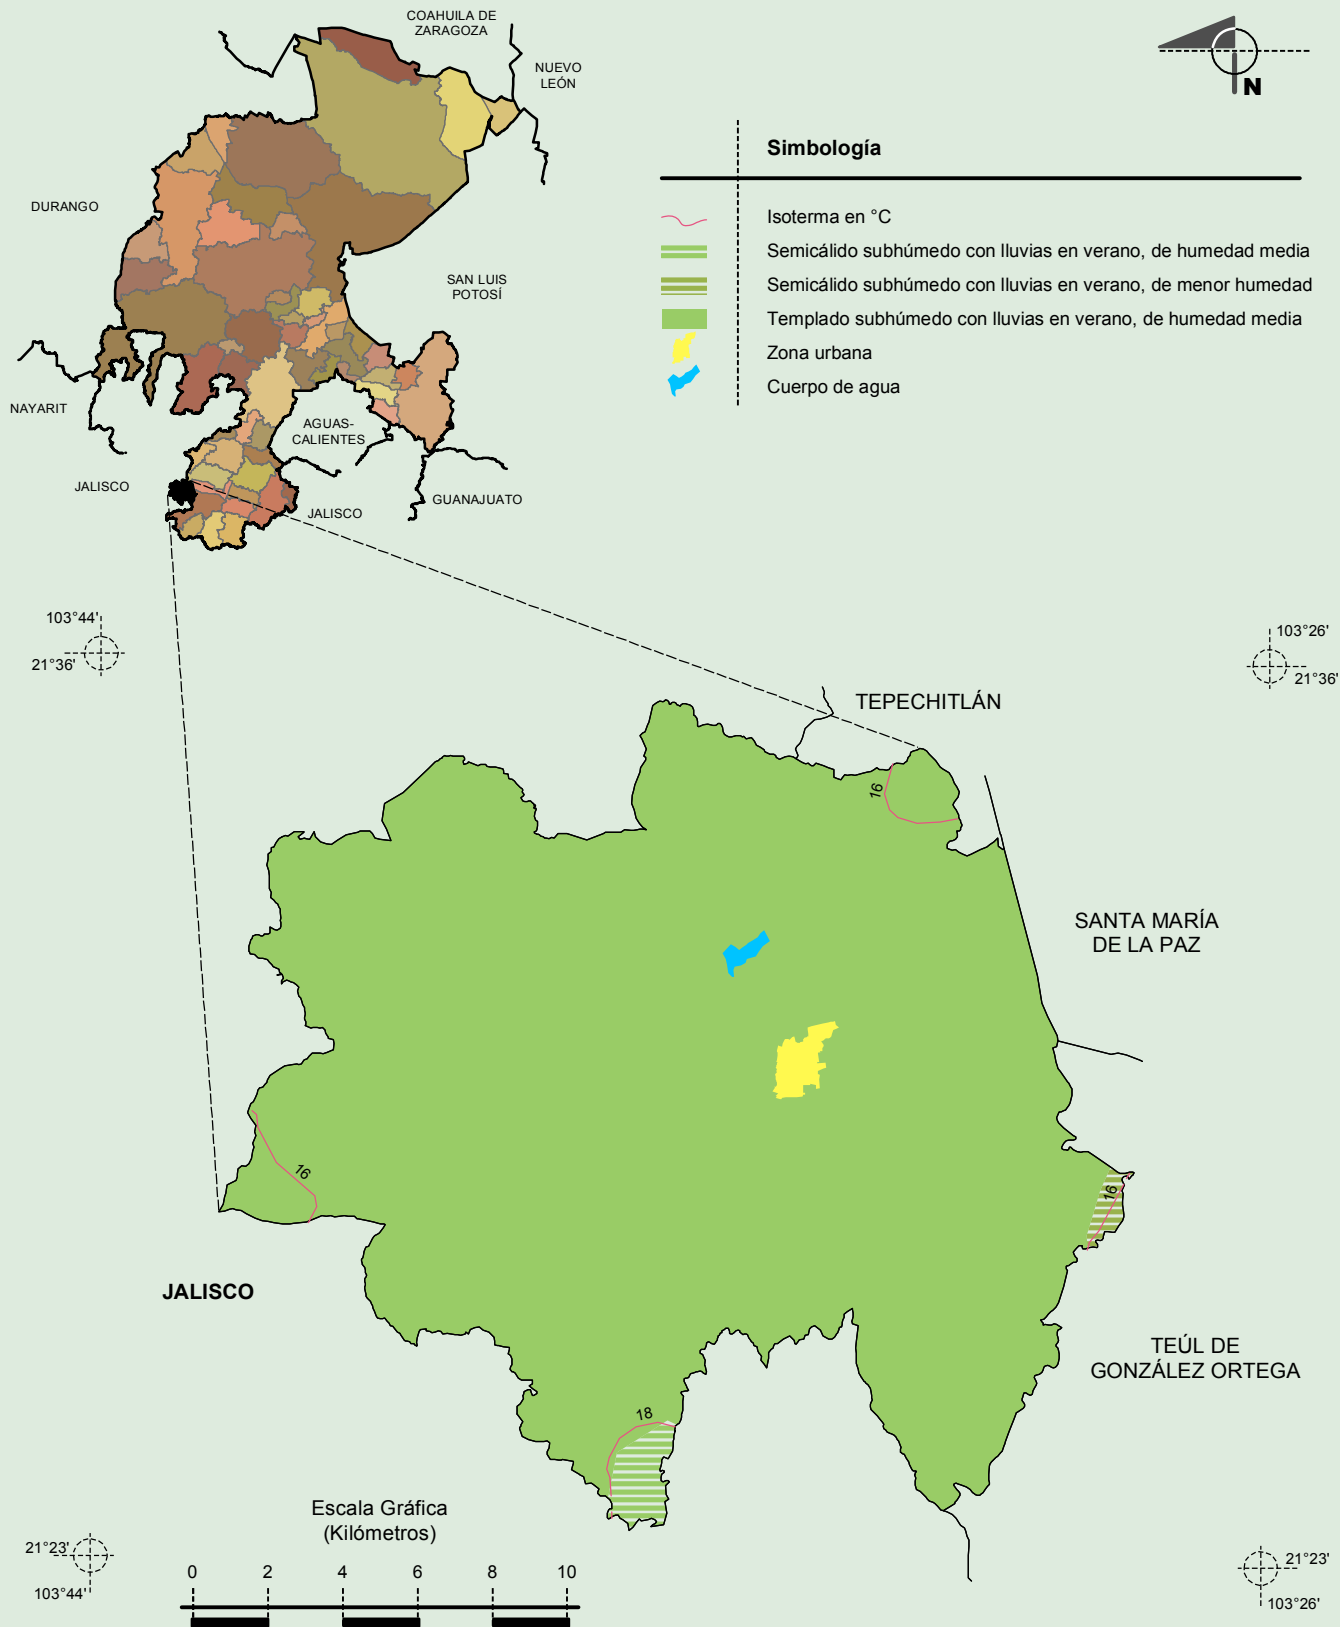 COAHUILA DE
ZARAGOZA
NUEVO
LEÓN
DURANGO
SAN LUIS
POTOSÍ
NAYARIT
AGUAS-
CALIENTES
JALISCO
GUANAJUATO
JALISCO
N
Simbología
Isoterma en °C
Semicálido subhúmedo con lluvias en verano, de humedad media
Semicálido subhúmedo con lluvias en verano, de menor humedad
Templado subhúmedo con lluvias en verano, de humedad media
Zona urbana
Cuerpo de agua
103°44'
21°36'
103°26'
21°36'
TEPECHITLÁN
16
SANTA MARÍA
DE LA PAZ
16
16
JALISCO
TEÚL DE
GONZÁLEZ ORTEGA
18
Escala Gráfica
(Kilómetros)
0 2 4 6 8 10
21°23'
103°44'
21°23'
103°26'